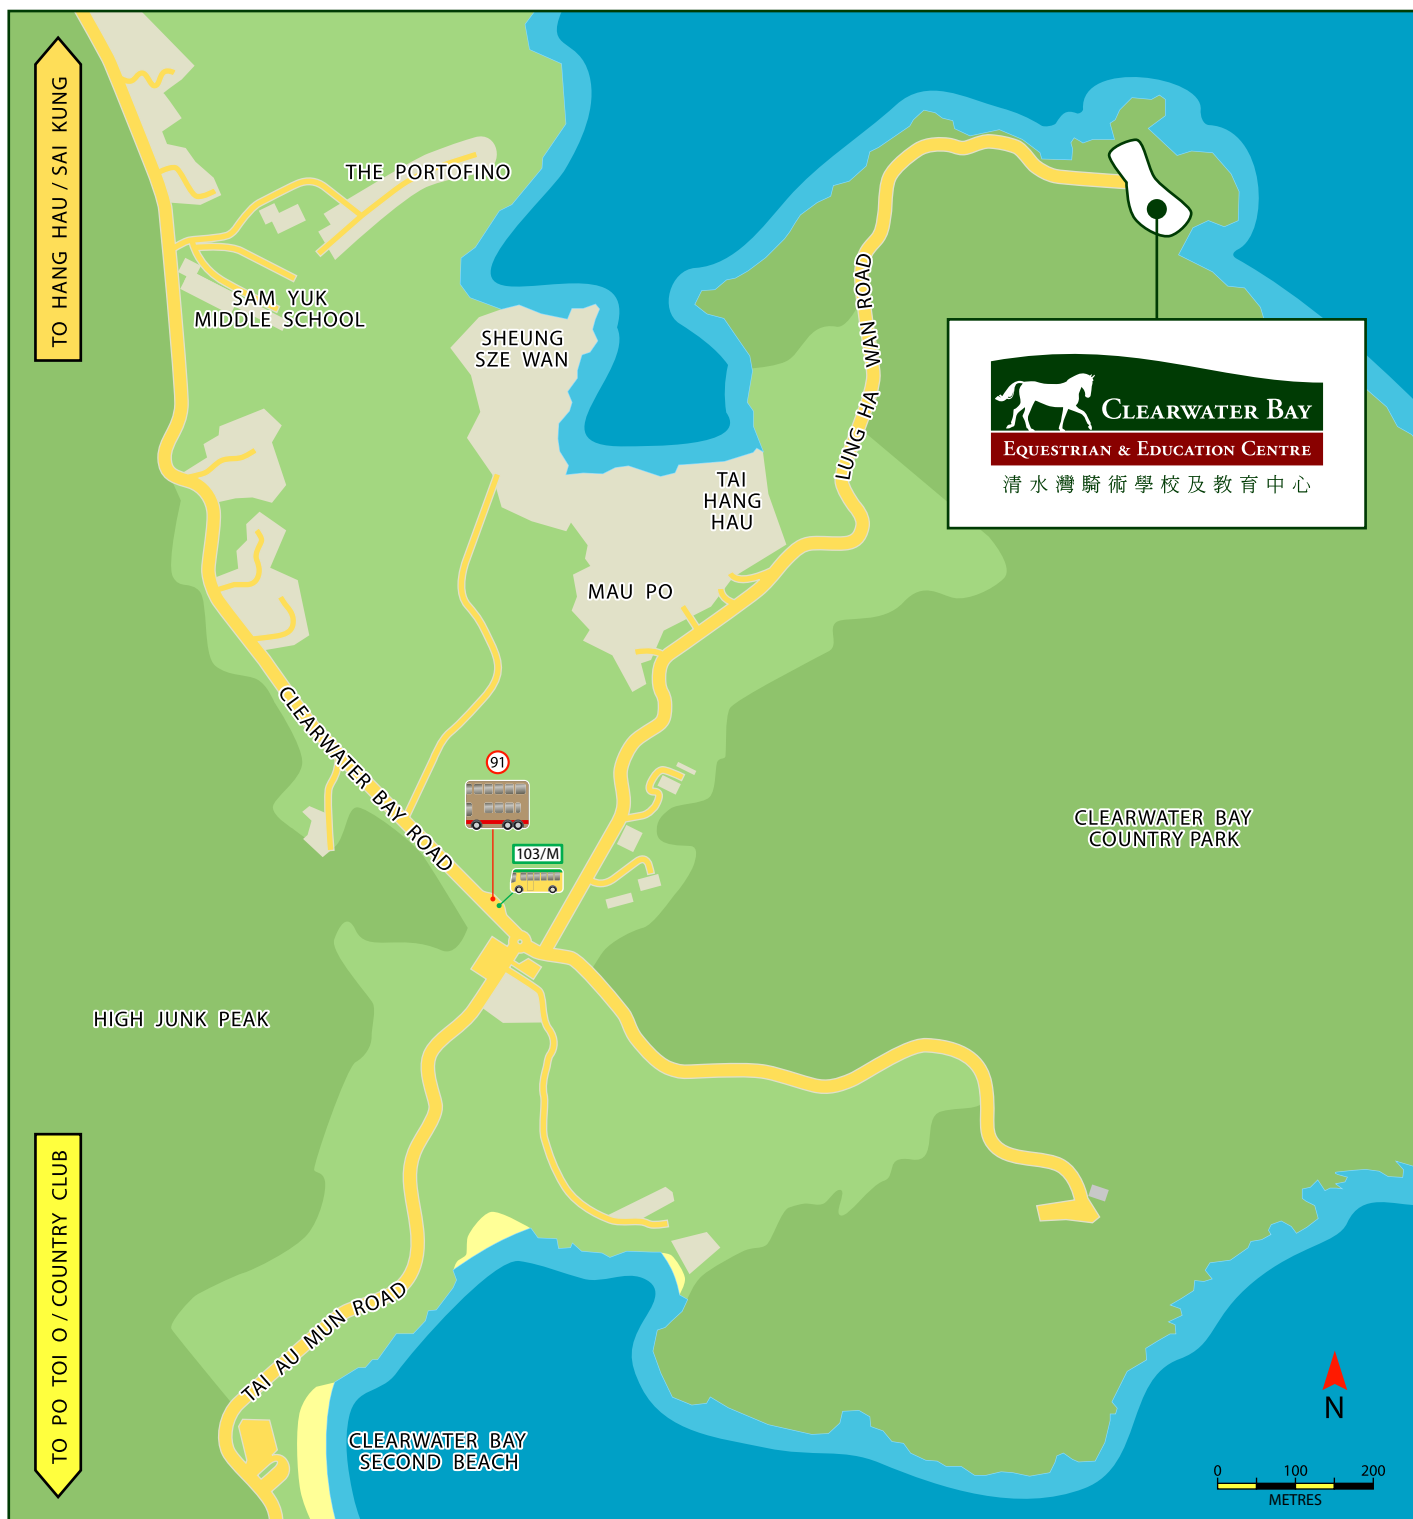 TO HANG HAU / SAI KUNG
THE PORTOFINO
SAM YUK
MIDDLE SCHOOL
SHEUNG
SZE WAN
LUNG HA WAN ROAD
CLEARWATER BAY
EQUESTRIAN & EDUCATION CENTRE
清水灣騎術學校及教育中心
TAI
HANG
HAU
MAU PO
CLEARWATER BAY ROAD
91
103/M
CLEARWATER BAY
COUNTRY PARK
HIGH JUNK PEAK
TO PO TOI O / COUNTRY CLUB
TAI AU MUN ROAD
CLEARWATER BAY
SECOND BEACH
N
0 100 200
METRES